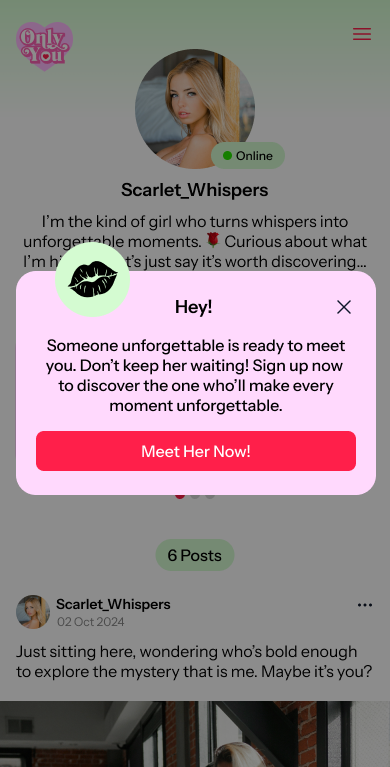 Only
You
Online
Scarlet_Whispers
I'm the kind of girl who turns whispers into
unforgettable moments. 🌹 Curious about what
I'm hi t's just say it's worth discovering...
Hey!
Someone unforgettable is ready to meet
you. Don't keep her waiting! Sign up now
to discover the one who'll make every
moment unforgettable.
Meet Her Now!
6 Posts
Scarlet_Whispers
02 Oct 2024
Just sitting here, wondering who's bold enough
to explore the mystery that is me. Maybe it's you?